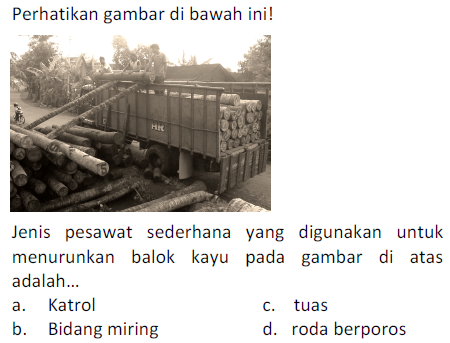 Perhatikan gambar di bawah ini!
HK
Jenis pesawat sederhana yang digunakan untuk
menurunkan balok kayu pada gambar di atas
adalah...
a. Katrol
c. tuas
b. Bidang miring
d. roda berporos